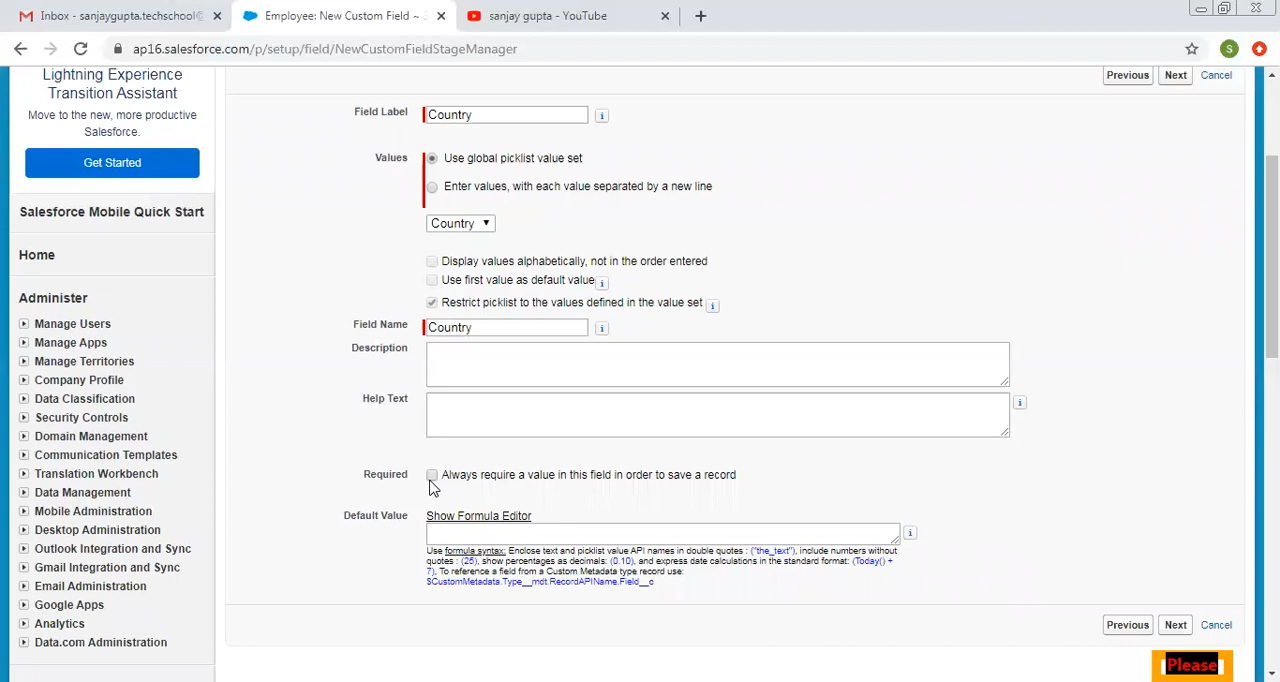 Inbox - sanjaygupta.techschool@
Employee: New Custom Field ~ S
sanjay gupta - YouTube
ap16.salesforce.com/p/setup/field/NewCustomFieldStageManager
S
Lightning Experience
Transition Assistant
Move to the new, more productive
Salesforce.
Get Started
Salesforce Mobile Quick Start
Home
Administer
Manage Users
Manage Apps
Manage Territories
Company Profile
Data Classification
Security Controls
Domain Management
Communication Templates
Translation Workbench
Data Management
Mobile Administration
Desktop Administration
Outlook Integration and Sync
Gmail Integration and Sync
Email Administration
Google Apps
Analytics
Data.com Administration
Previous Next Cancel
Field Label Country i
Values Use global picklist value set
Enter values, with each value separated by a new line
Country
Display values alphabetically, not in the order entered
Use first value as default value i
Restrict picklist to the values defined in the value set i
Field Name Country i
Description
Help Text i
Required Always require a value in this field in order to save a record
Default Value Show Formula Editor
i
Use formula syntax: Enclose text and picklist value API names in double quotes : ("the_text"), include numbers without
quotes : (25), show percentages as decimals: (0.10), and express date calculations in the standard format: (Today() +
7), To reference a field from a Custom Metadata type record use:
$CustomMetadata.Type__mdt.RecordAPIName.Field__c
Previous Next Cancel
Please